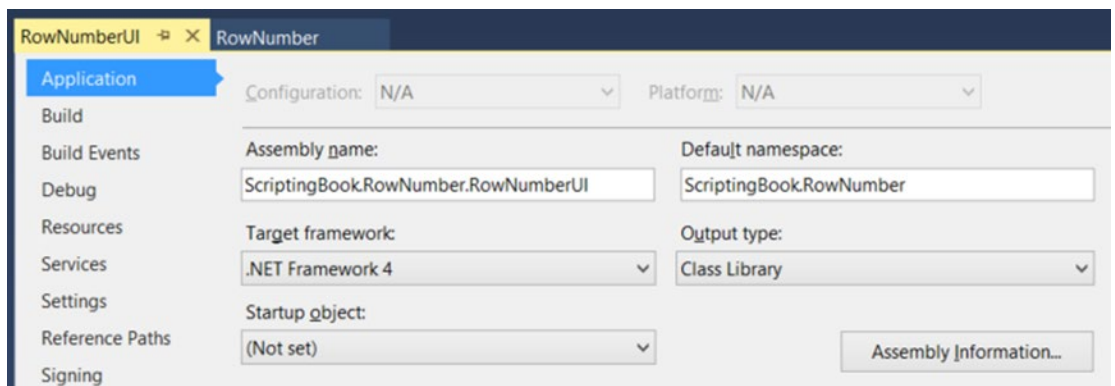 RowNumberUI RowNumber
Application
Build
Build Events
Debug
Resources
Services
Settings
Reference Paths
Signing
Configuration: N/A Platform: N/A
Assembly name: Default namespace:
ScriptingBook.RowNumber.RowNumberUI ScriptingBook.RowNumber
Target framework: Output type:
.NET Framework 4 Class Library
Startup object:
(Not set) Assembly Information...